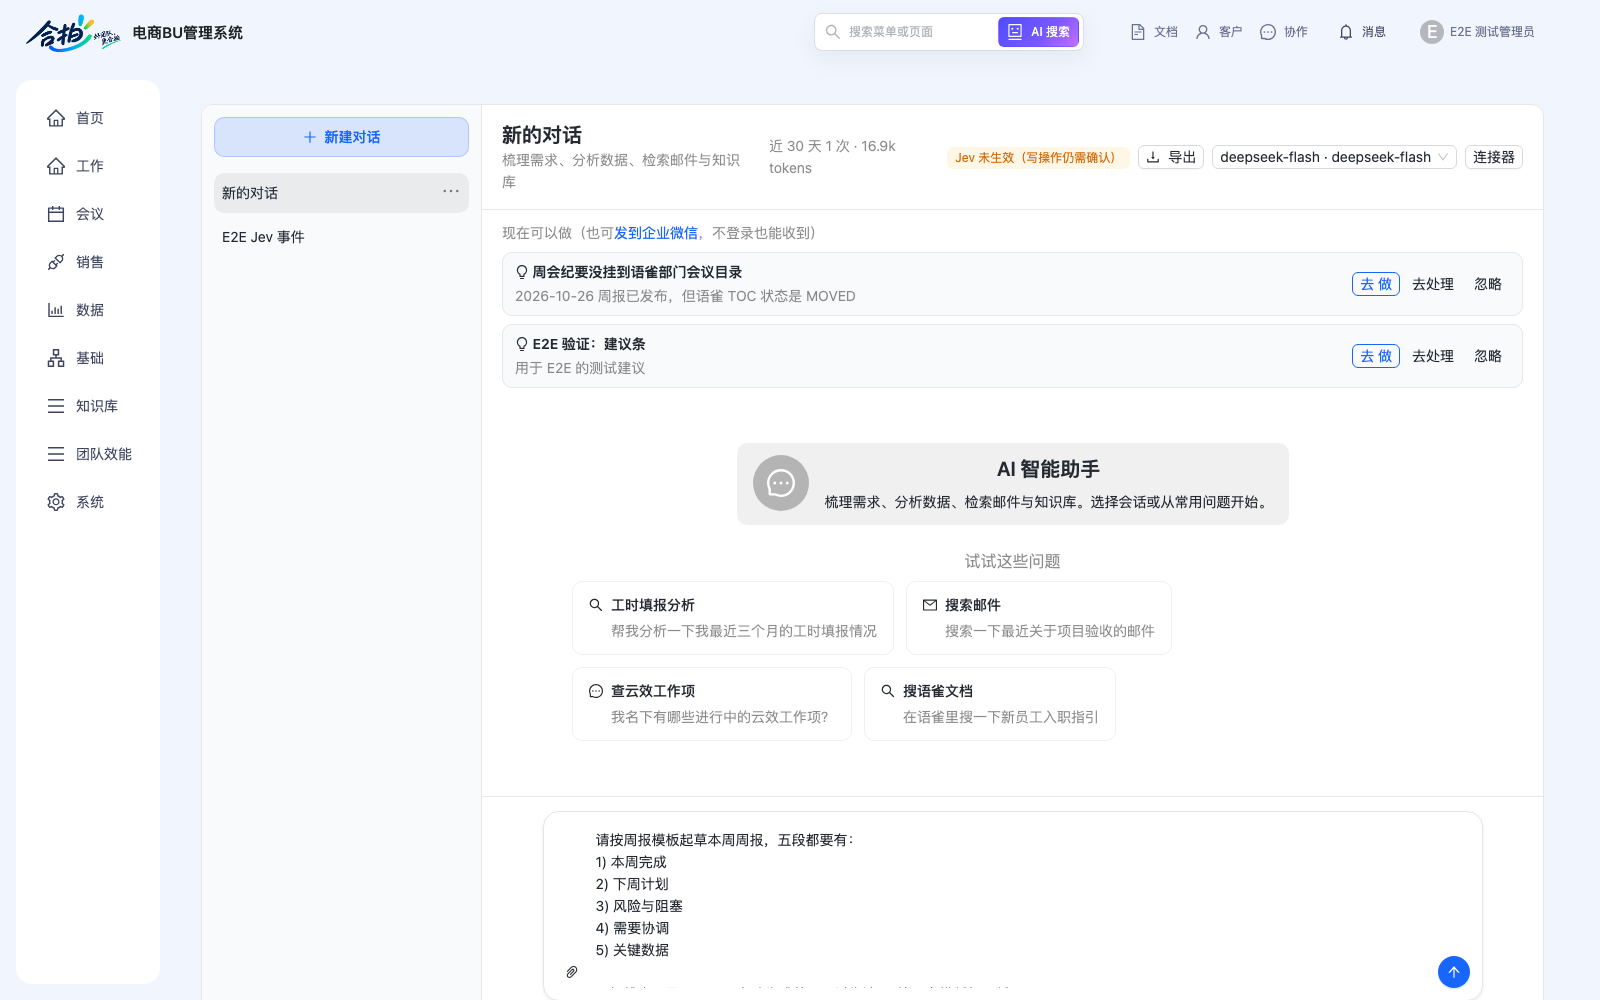 合拍
电商BU管理系统
搜索菜单或页面
AI 搜索
文档
客户
协作
消息
E
E2E 测试管理员
首页
工作
会议
销售
数据
基础
知识库
团队效能
系统
新建对话
新的对话
E2E Jev 事件
新的对话
梳理需求、分析数据、检索邮件与知识
库
近 30 天 1 次 · 16.9k
tokens
Jev 未生效（写操作仍需确认）
导出
deepseek-flash · deepseek-flash
连接器
现在可以做（也可发到企业微信，不登录也能收到）
周会纪要没挂到语雀部门会议目录
2026-10-26 周报已发布，但语雀 TOC 状态是 MOVED
去 做
去处理
忽略
E2E 验证：建议条
用于 E2E 的测试建议
去 做
去处理
忽略
AI 智能助手
梳理需求、分析数据、检索邮件与知识库。选择会话或从常用问题开始。
试试这些问题
工时填报分析
帮我分析一下我最近三个月的工时填报情况
搜索邮件
搜索一下最近关于项目验收的邮件
查云效工作项
我名下有哪些进行中的云效工作项?
搜语雀文档
在语雀里搜一下新员工入职指引
请按周报模板起草本周周报，五段都要有：
1) 本周完成
2) 下周计划
3) 风险与阻塞
4) 需要协调
5) 关键数据